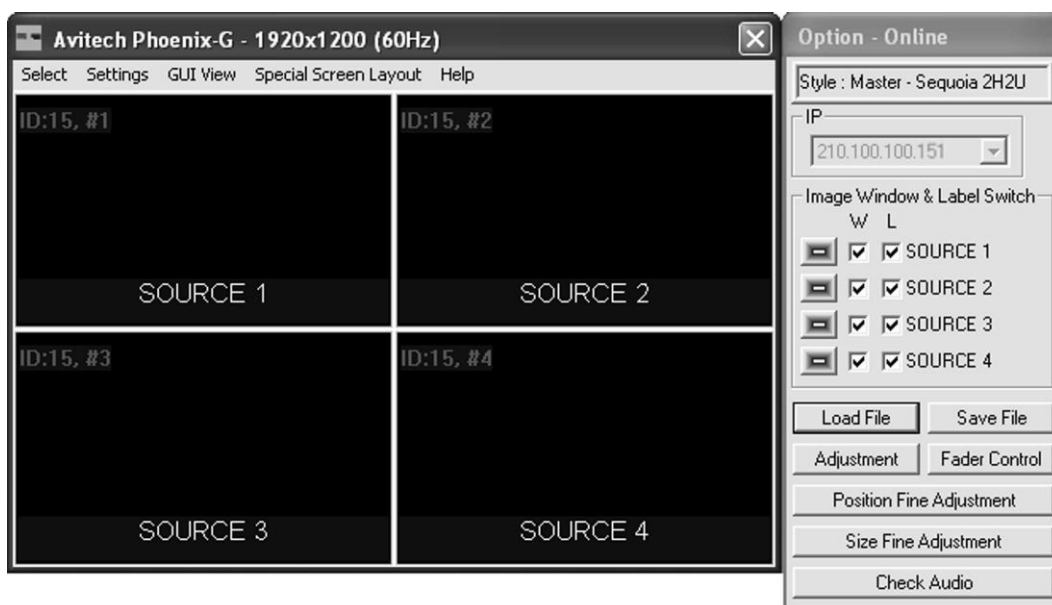 Avitech Phoenix-G - 1920x1200 (60Hz)
Select Settings GUI View Special Screen Layout Help
ID:15, #1
ID:15, #2
SOURCE 1
SOURCE 2
ID:15, #3
ID:15, #4
SOURCE 3
SOURCE 4
Option - Online
Style : Master - Sequoia 2H2U
IP
210.100.100.151
Image Window & Label Switch
W L
SOURCE 1
SOURCE 2
SOURCE 3
SOURCE 4
Load File Save File
Adjustment Fader Control
Position Fine Adjustment
Size Fine Adjustment
Check Audio